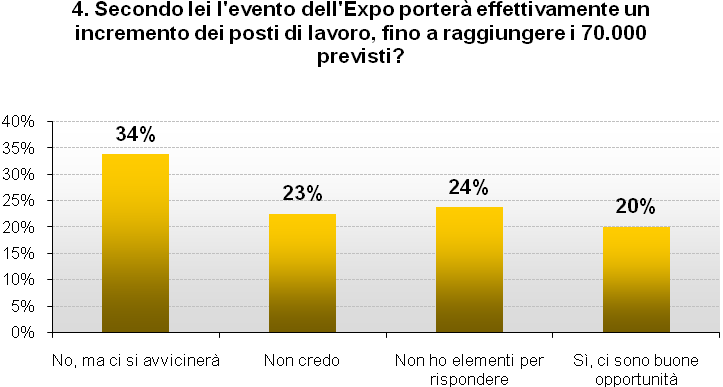 4. Secondo lei l'evento dell'Expo porterà effettivamente un
incremento dei posti di lavoro, fino a raggiungere i 70.000
previsti?
40%
35%
30%
25%
20%
15%
10%
5%
0%
34%
23%
24%
20%
No, ma ci si avvicinerà
Non credo
Non ho elementi per
rispondere
Sì, ci sono buone
opportunità